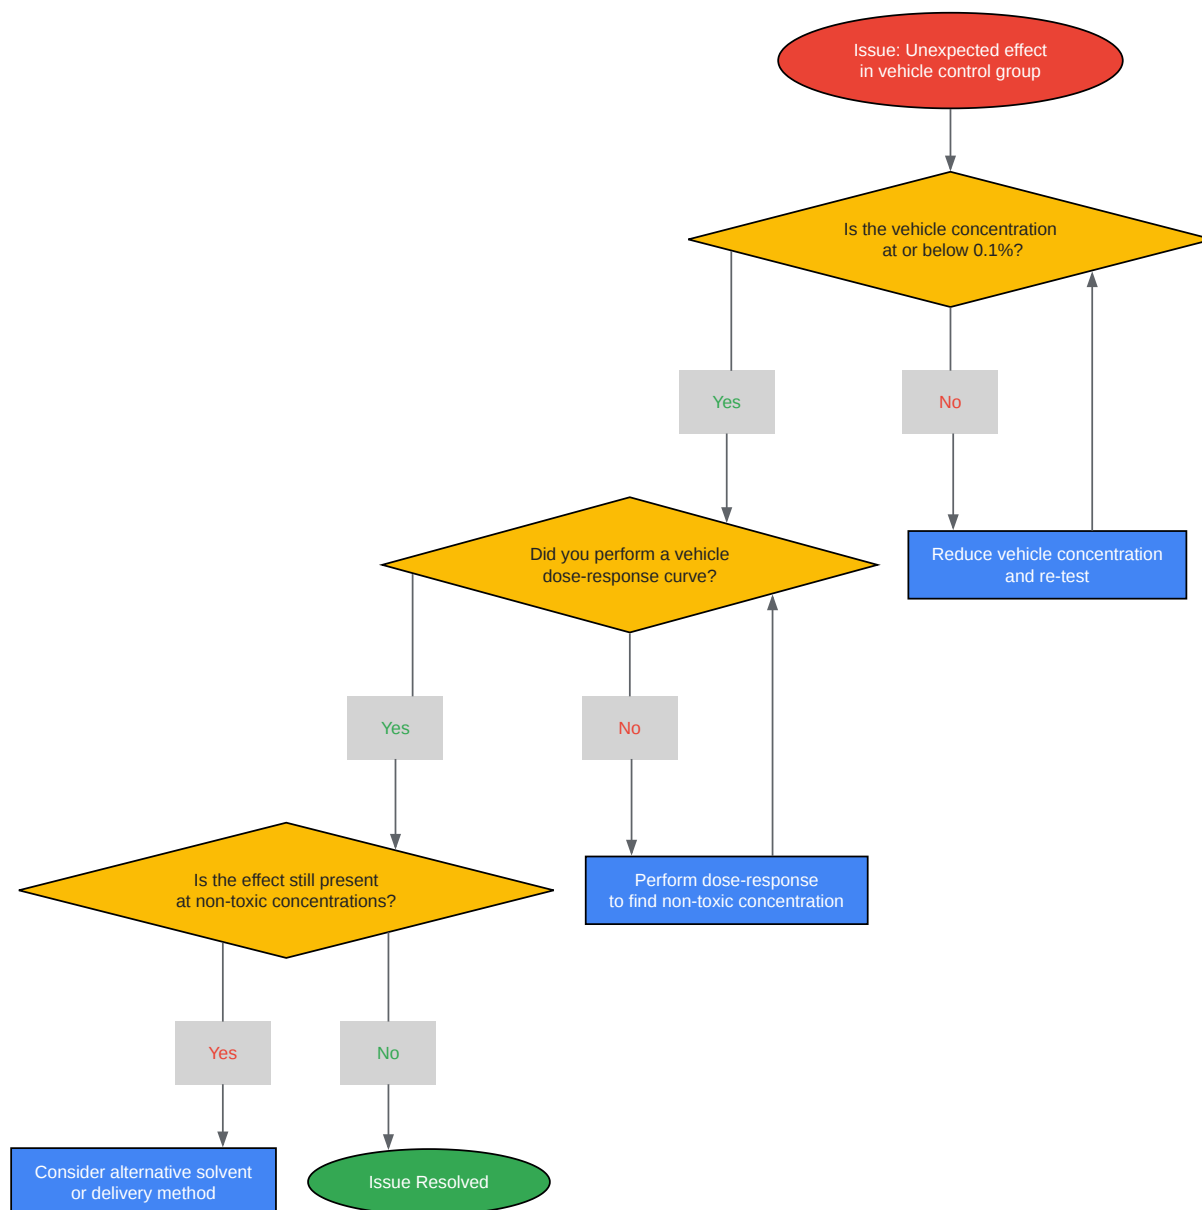 Issue: Unexpected effect
in vehicle control group
Is the vehicle concentration
at or below 0.1%?
Yes
No
Did you perform a vehicle
dose-response curve?
Reduce vehicle concentration
and re-test
Yes
No
Is the effect still present
at non-toxic concentrations?
Perform dose-response
to find non-toxic concentration
Yes
No
Consider alternative solvent
or delivery method
Issue Resolved